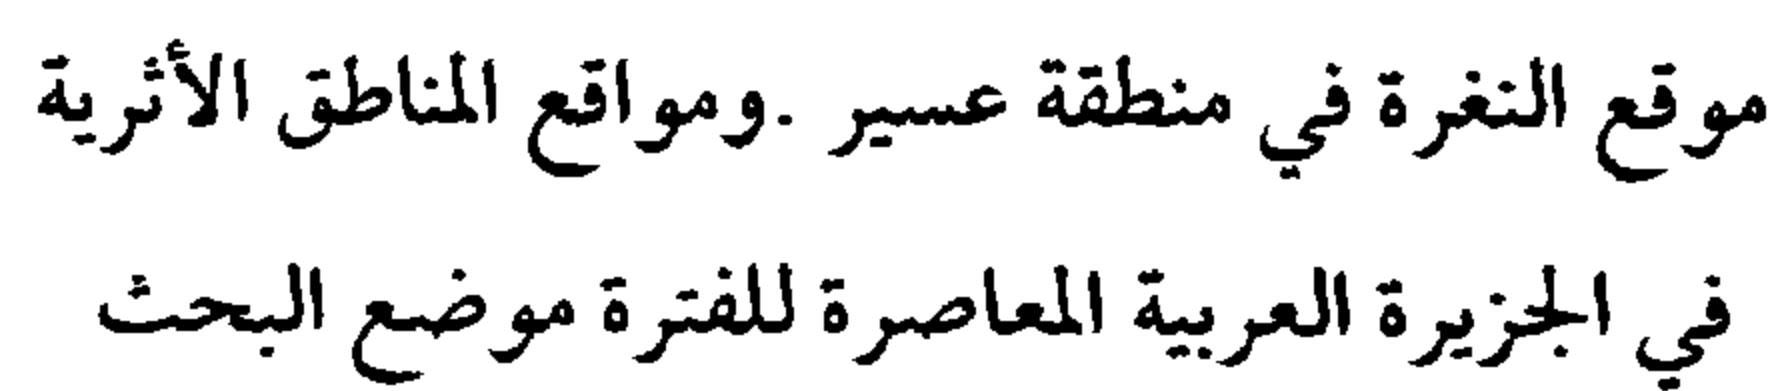 موقع النغرة في منطقة عسير .ومواقع المناطق الأثرية
في الجزيرة العربية المعاصرة للفترة موضع البحث